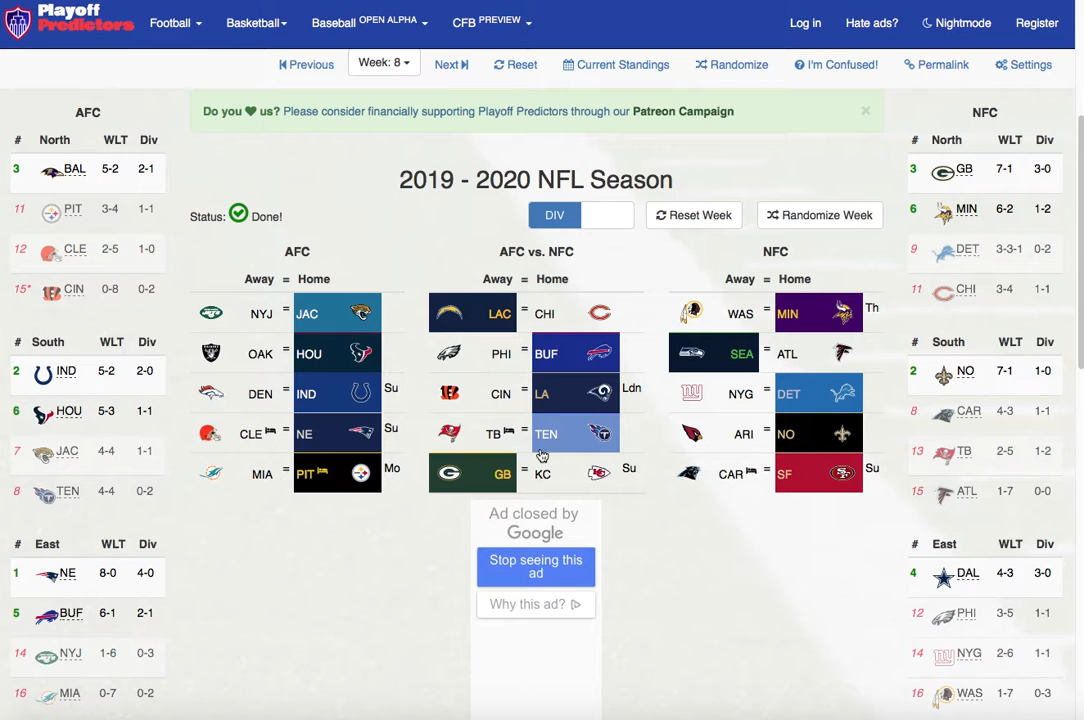 Playoff Predictors
Football Basketball Baseball OPEN ALPHA CFB PREVIEW Log in Hate ads? Nightmode Register
Previous Week: 8 Next Reset Current Standings Randomize I'm Confused! Permalink Settings
Do you us? Please consider financially supporting Playoff Predictors through our Patreon Campaign ×
2019 - 2020 NFL Season
Status: Done! DIV Reset Week Randomize Week
AFC
# North WLT Div
3 BAL 5-2 2-1
11 PIT 3-4 1-1
12 CLE 2-5 1-0
15* CIN 0-8 0-2
# South WLT Div
2 IND 5-2 2-0
6 HOU 5-3 1-1
7 JAC 4-4 1-1
8 TEN 4-4 0-2
# East WLT Div
1 NE 8-0 4-0
5 BUF 6-1 2-1
14 NYJ 1-6 0-3
16 MIA 0-7 0-2
AFC
Away = Home
NYJ = JAC
OAK = HOU
DEN = IND Su
CLE = NE Su
MIA = PIT Mo
AFC vs. NFC
Away = Home
LAC = CHI
PHI = BUF
CIN = LA Ldn
TB = TEN
GB = KC Su
NFC
Away = Home
WAS = MIN Th
SEA = ATL
NYG = DET
ARI = NO
CAR = SF Su
Ad closed by
Google
Stop seeing this
ad
Why this ad?
NFC
# North WLT Div
3 GB 7-1 3-0
6 MIN 6-2 1-2
9 DET 3-3-1 0-2
11 CHI 3-4 1-1
# South WLT Div
2 NO 7-1 1-0
8 CAR 4-3 1-1
13 TB 2-5 1-2
15 ATL 1-7 0-0
# East WLT Div
4 DAL 4-3 3-0
12 PHI 3-5 1-1
14 NYG 2-6 1-1
16 WAS 1-7 0-3